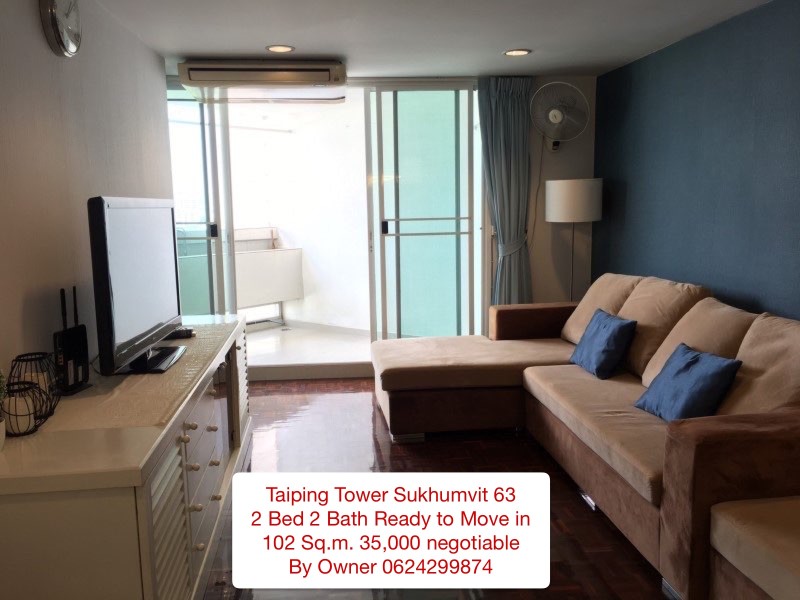 Taiping Tower Sukhumvit 63
2 Bed 2 Bath Ready to Move in
102 Sq.m. 35,000 negotiable
By Owner 0624299874